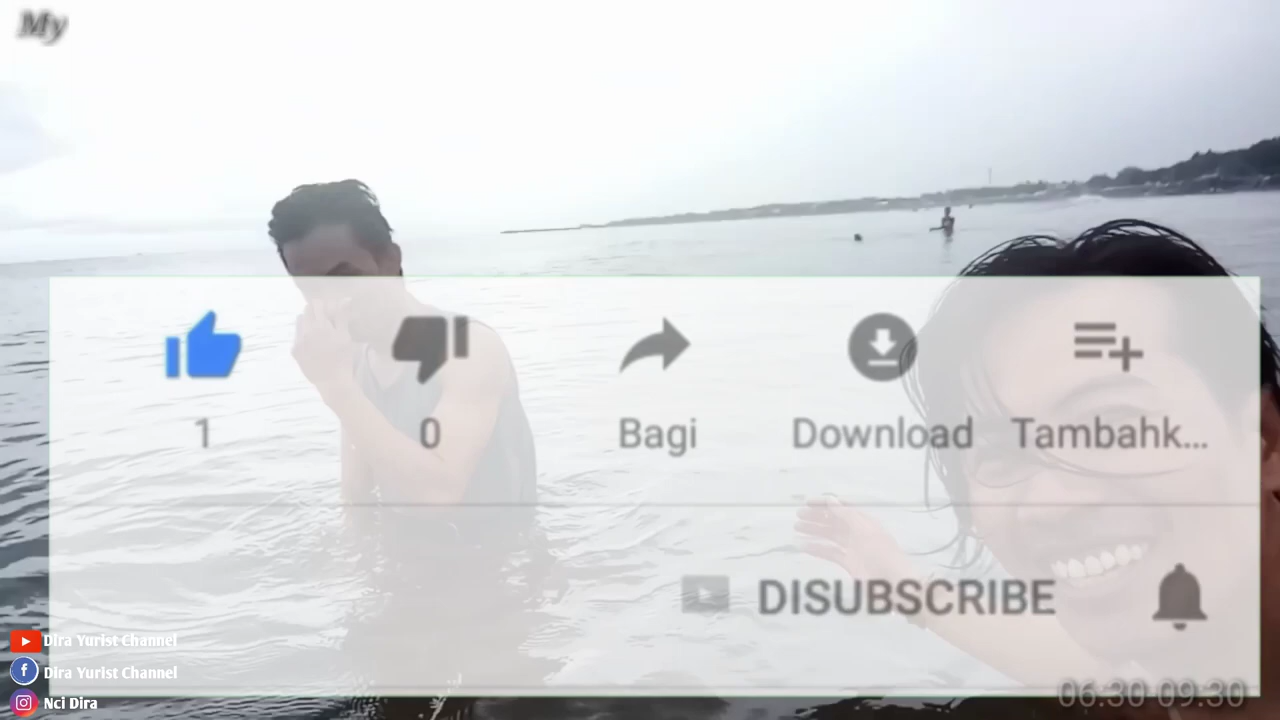 My
1
0
Bagi
Download
Tambahk...
DISUBSCRIBE
Dira Yurist Channel
Dira Yurist Channel
Nci Dira
06:30-09.30